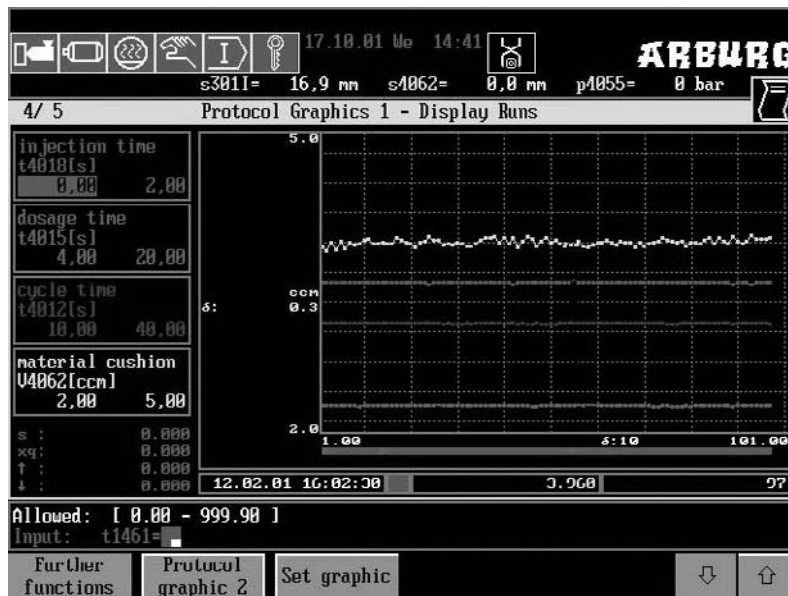 17.10.01 We 14:41
ARBURG
s301I= 16,9 mm s4062= 0,0 mm p4055= 0 bar
4/ 5 Protocol Graphics 1 - Display Runs
injection time
t4018[s]
0,00 2,00
dosage time
t4015[s]
4,00 20,00
cycle time
t4012[s]
10,00 40,00
material cushion
V4062[ccm]
2,00 5,00
s : 0.000
xq: 0.000
↑ : 0.000
↓ : 0.000
5.0
ccm
δ: 0.3
2.0
1.00 δ:10 101.00
12.02.01 16:02:30 3.960 97
Allowed: [ 0.00 - 999.90 ]
Input: t1461=
Further functions
Protocol graphic 2
Set graphic